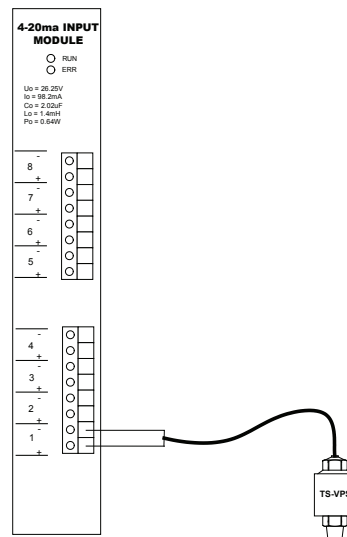 4-20ma INPUT
MODULE
RUN
ERR
Uo = 26.25V
Io = 98.2mA
Co = 2.02uF
Lo = 1.4mH
Po = 0.64W
-
8
+
-
7
+
-
6
+
-
5
+
-
4
+
-
3
+
-
2
+
-
1
+
TS-VPS